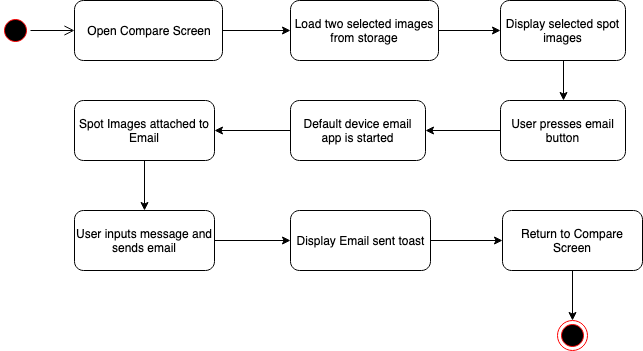 Open Compare Screen
Load two selected images
from storage
Display selected spot
images
User presses email
button
Default device email
app is started
Spot Images attached to
Email
User inputs message and
sends email
Display Email sent toast
Return to Compare
Screen